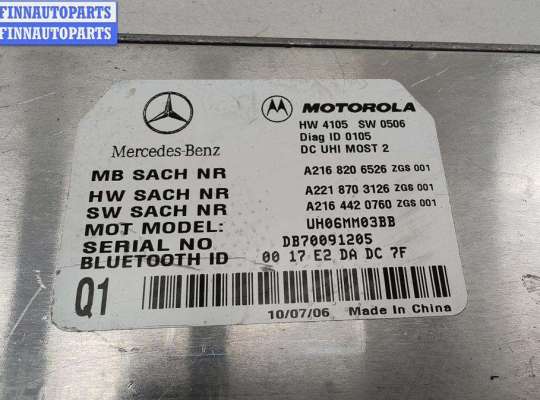 FINNAUTOPARTS
FINNAUTOPARTS
Mercedes-Benz
MOTOROLA
HW 4105 SW 0506
Diag ID 0105
DC UHI MOST 2
MB SACH NR A216 820 6526 ZGS 001
HW SACH NR A221 870 3126 ZGS 001
SW SACH NR A216 442 0760 ZGS 001
MOT MODEL: UH06MM03BB
SERIAL NO DB70091205
BLUETOOTH ID 00 17 E2 DA DC 7F
Q1
10/07/06 Made In China